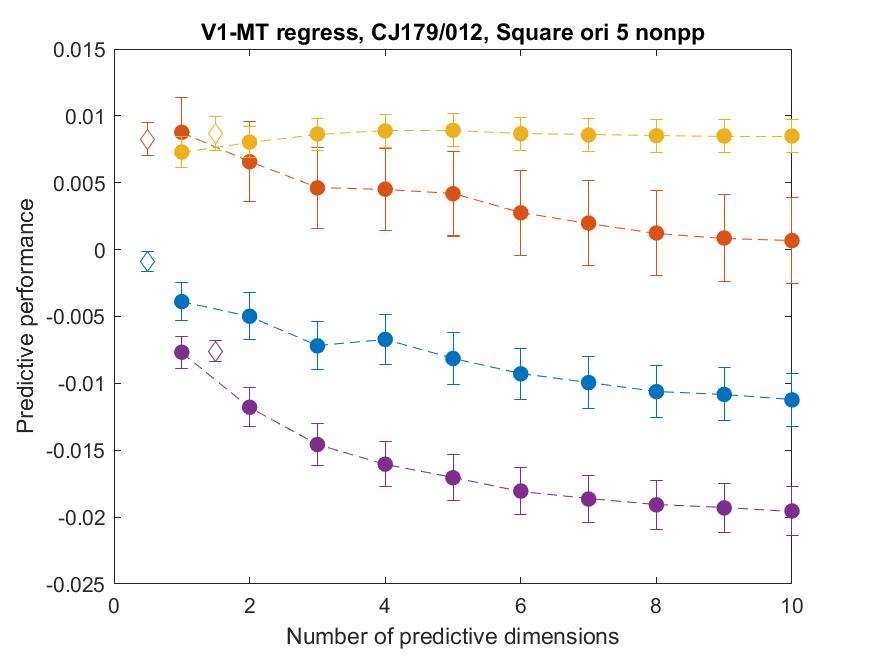 V1-MT regress, CJ179/012, Square ori 5 nonpp
0.015
0.01
0.005
0
-0.005
-0.01
-0.015
-0.02
-0.025
Predictive performance
0 2 4 6 8 10
Number of predictive dimensions